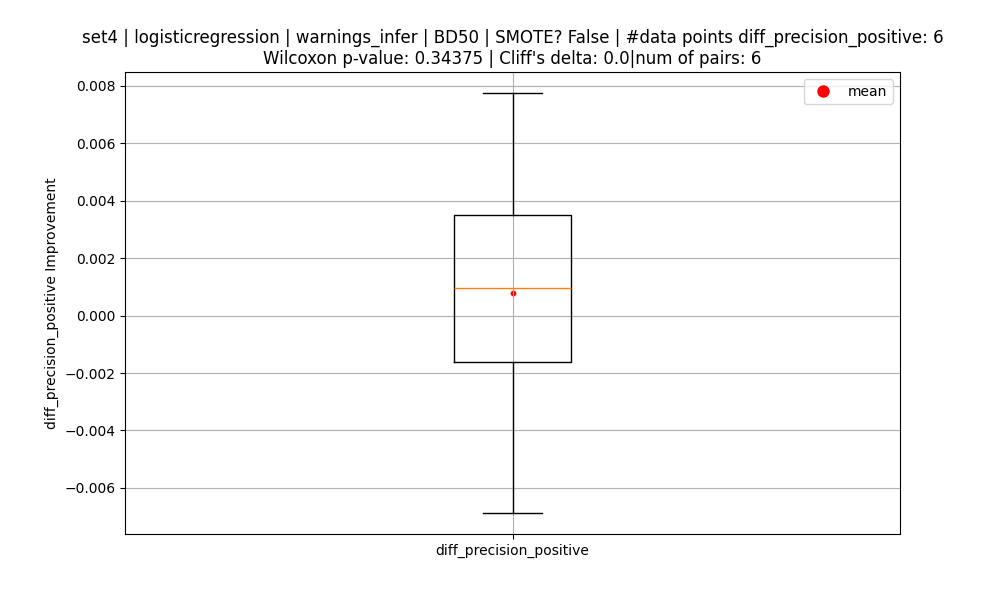 set4 | logisticregression | warnings_infer | BD50 | SMOTE? False | #data points diff_precision_positive: 6
Wilcoxon p-value: 0.34375 | Cliff's delta: 0.0|num of pairs: 6
mean
0.008
0.006
0.004
0.002
0.000
−0.002
−0.004
−0.006
diff_precision_positive Improvement
diff_precision_positive